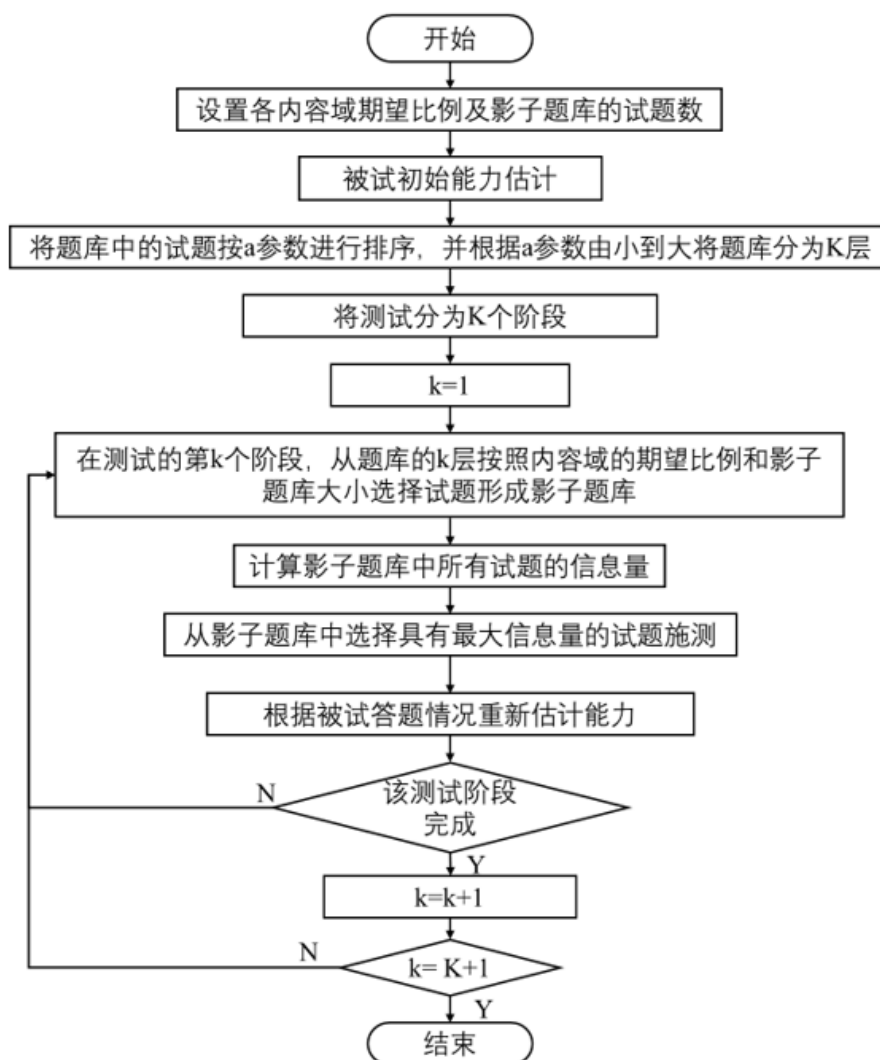 开始
设置各内容域期望比例及影子题库的试题数
被试初始能力估计
将题库中的试题按a参数进行排序，并根据a参数由小到大将题库分为K层
将测试分为K个阶段
k=1
在测试的第k个阶段，从题库的k层按照内容域的期望比例和影子
题库大小选择试题形成影子题库
计算影子题库中所有试题的信息量
从影子题库中选择具有最大信息量的试题施测
根据被试答题情况重新估计能力
N
该测试阶段
完成
Y
k=k+1
N
k= K+1
Y
结束